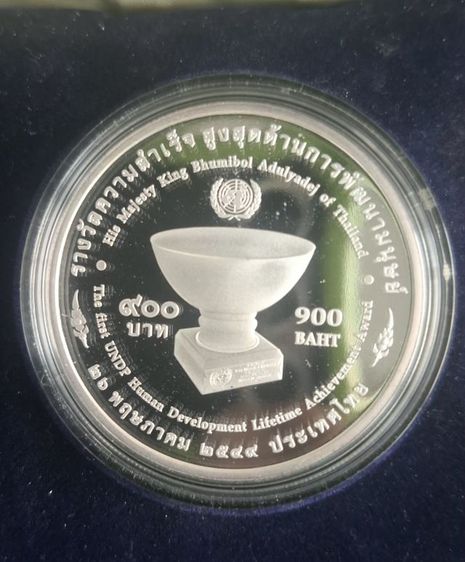 รางวัลความสำเร็จ สูงสุดด้านการพัฒนามนุษย์
His Majesty King Bhumibol Adulyadej of Thailand
๙๐๐
บาท
900
BAHT
The first UNDP Human Development Lifetime Achievement Award
๒๖ พฤษภาคม ๒๕๔๙ ประเทศไทย